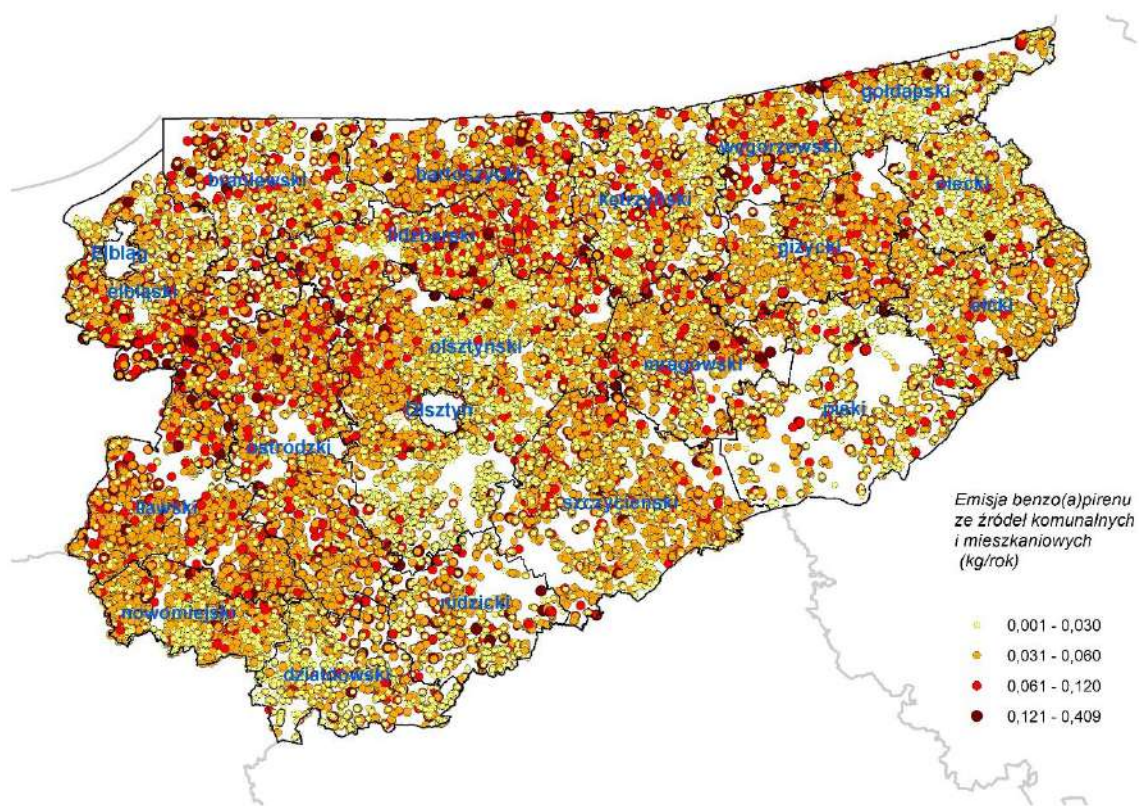 gołdapski
węgorzewski
braniewski
bartoszycki
olecki
kętrzyński
lidzbarski
giżycki
Elbląg
elbląski
ełcki
olsztyński
mrągowski
Olsztyn
piski
ostródzki
iławski
szczycieński
Emisja benzo(a)pirenu
ze źródeł komunalnych
i mieszkaniowych
(kg/rok)
nidzicki
nowomiejski
0,001 - 0,030
0,031 - 0,060
działdowski
0,061 - 0,120
0,121 - 0,409